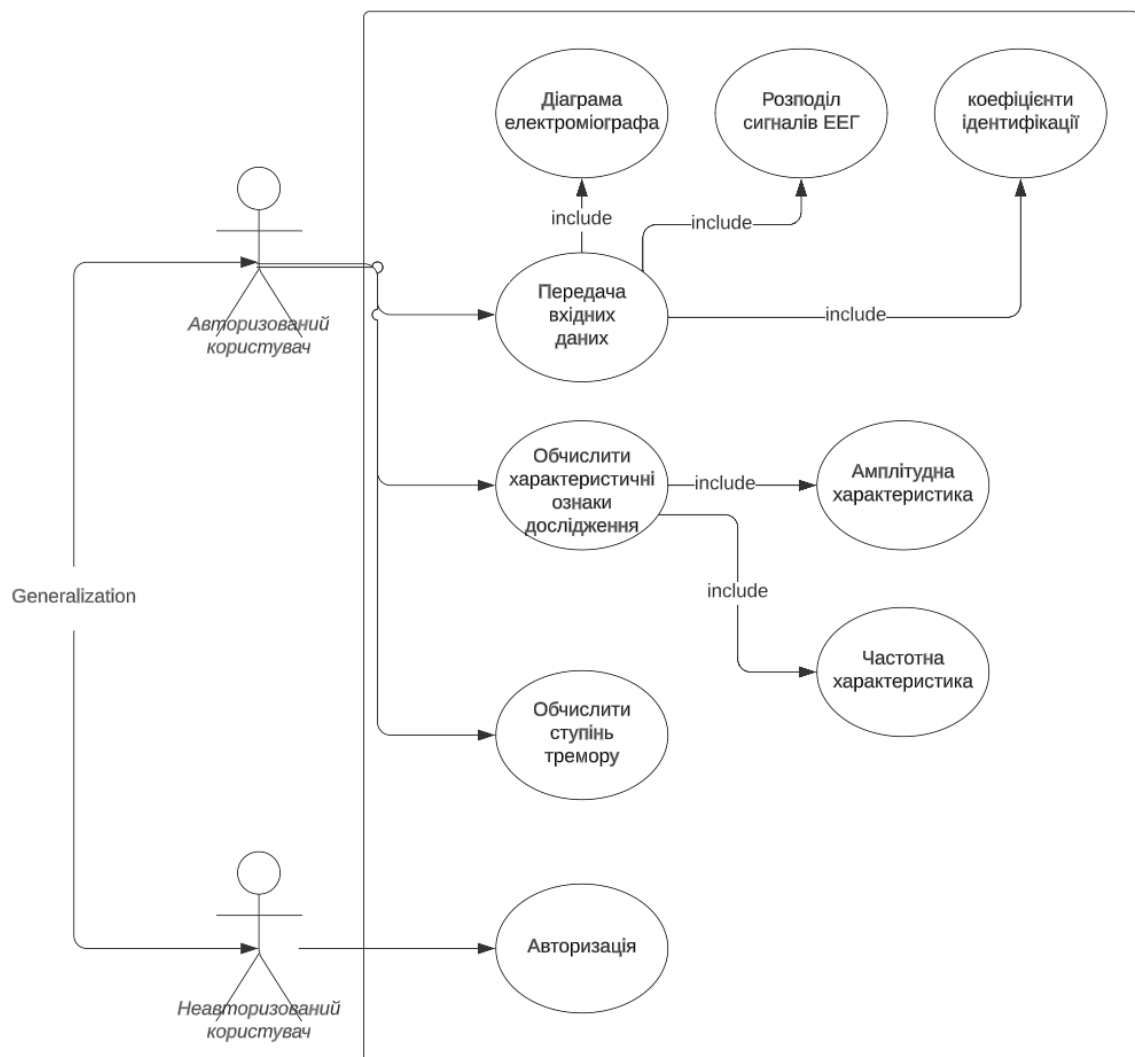 Діаграма
електроміографа
Розподіл
сигналів ЕЕГ
коефіцієнти
ідентифікації
include
include
include
Передача
вхідних
даних
Авторизований
користувач
Обчислити
характеристичні
ознаки
дослідження
include
Амплітудна
характеристика
include
Generalization
Частотна
характеристика
Обчислити
ступінь
тремору
Авторизація
Неавторизований
користувач